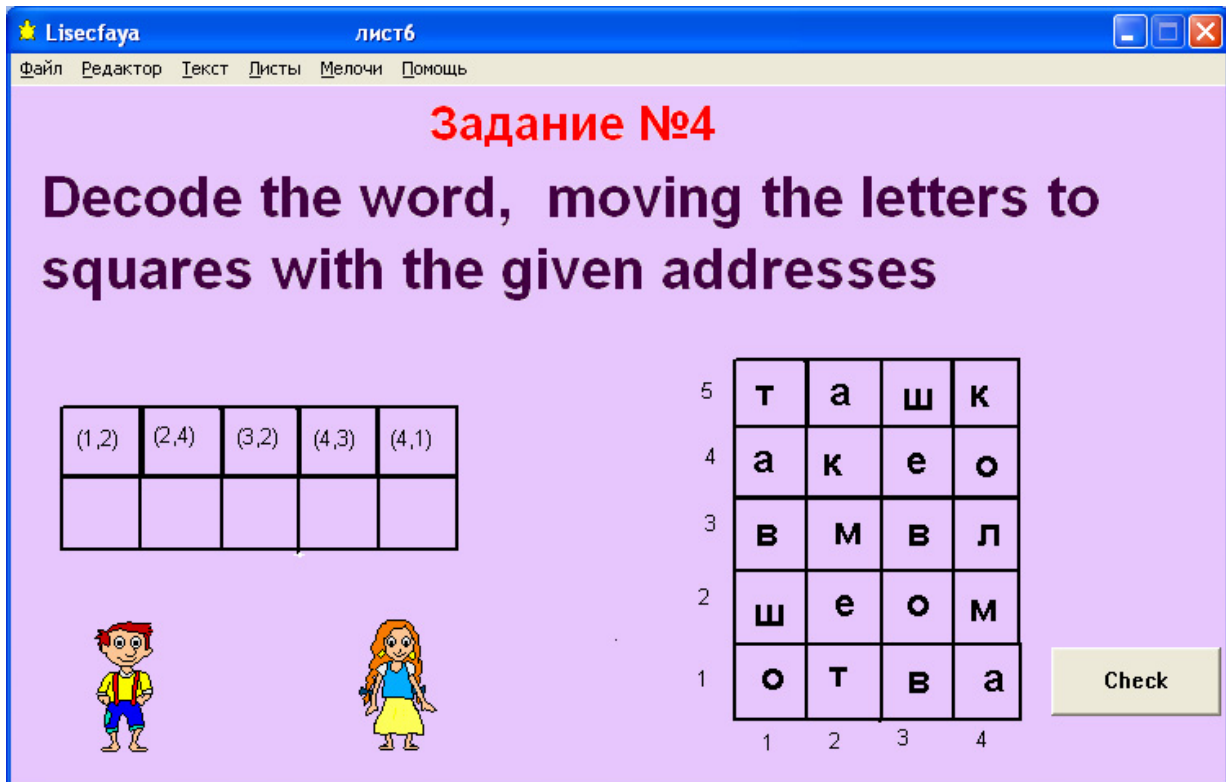 Lisecfaya лист6
Файл Редактор Текст Листы Мелочи Помощь
Задание №4
Decode the word, moving the letters to
squares with the given addresses
(1,2) (2,4) (3,2) (4,3) (4,1)
5 т а ш к
4 а к е о
3 в м в л
2 ш е о м
1 о т в а
1 2 3 4
Check